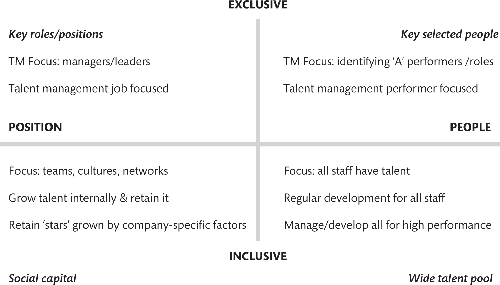 EXCLUSIVE
Key roles/positions
Key selected people
TM Focus: managers/leaders
TM Focus: identifying 'A' performers /roles
Talent management job focused
Talent management performer focused
POSITION
PEOPLE
Focus: teams, cultures, networks
Focus: all staff have talent
Grow talent internally & retain it
Regular development for all staff
Retain 'stars' grown by company-specific factors
Manage/develop all for high performance
INCLUSIVE
Social capital
Wide talent pool